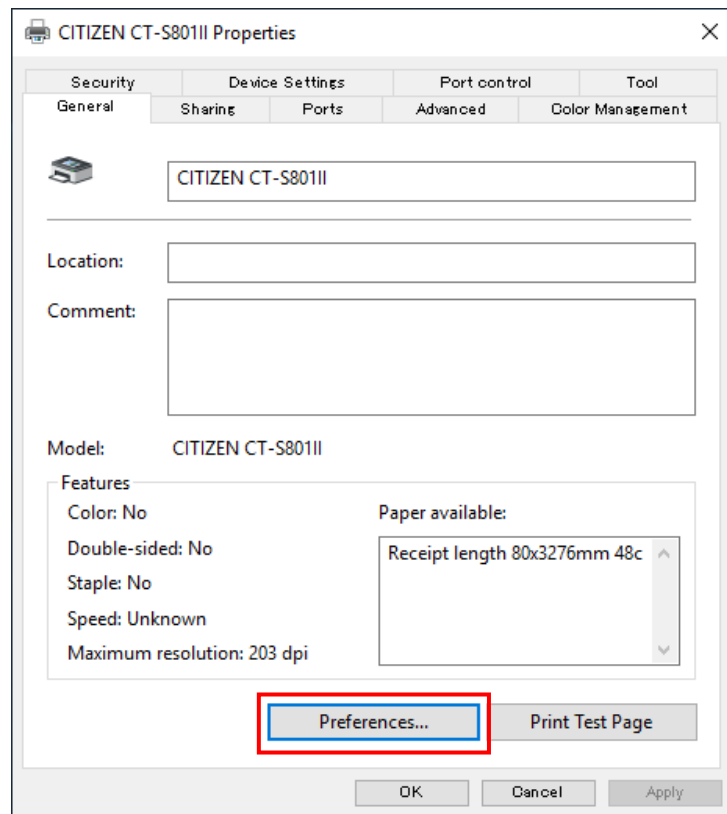 CITIZEN CT-S801II Properties
Security Device Settings Port control Tool
General Sharing Ports Advanced Color Management
CITIZEN CT-S801II
Location:
Comment:
Model: CITIZEN CT-S801II
Features
Color: No Paper available:
Double-sided: No Receipt length 80x3276mm 48c
Staple: No
Speed: Unknown
Maximum resolution: 203 dpi
Preferences... Print Test Page
OK Cancel Apply